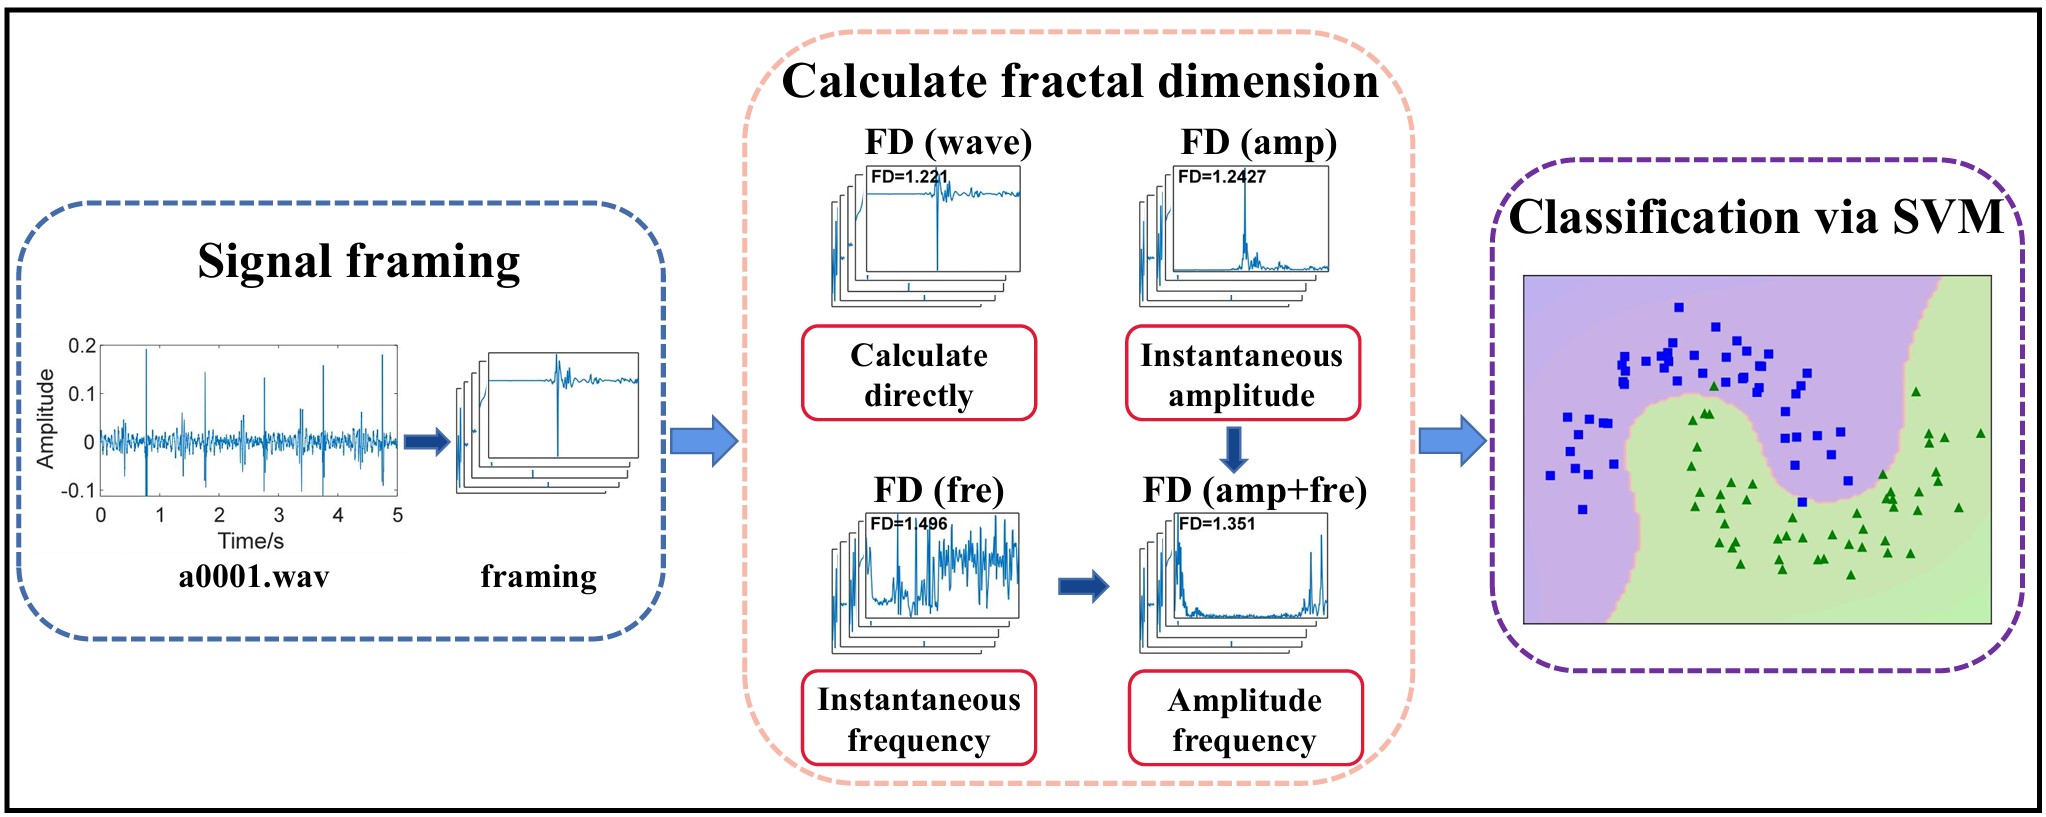 Signal framing
0.2
0.1
0
-0.1
Amplitude
0 1 2 3 4 5
Time/s
a0001.wav
framing
Calculate fractal dimension
FD (wave)
FD=1.221
Calculate
directly
FD (amp)
FD=1.2427
Instantaneous
amplitude
FD (fre)
FD=1.496
Instantaneous
frequency
FD (amp+fre)
FD=1.351
Amplitude
frequency
Classification via SVM